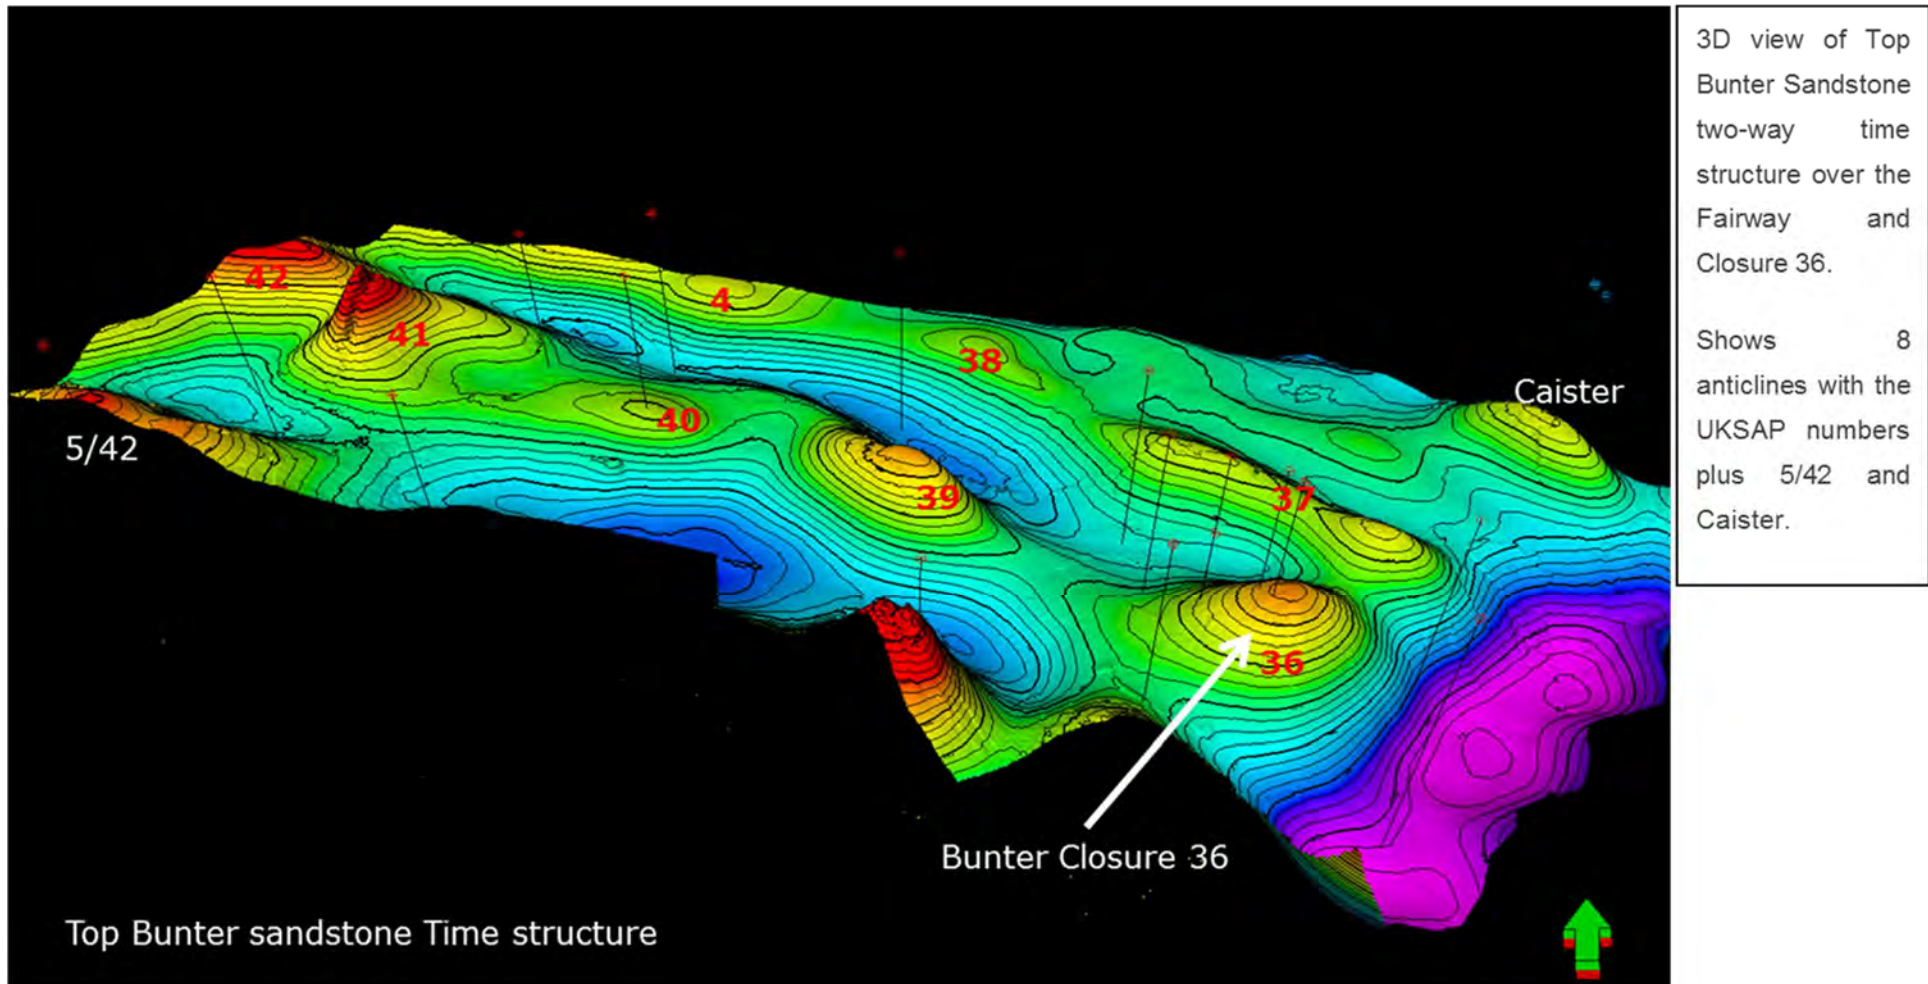 42
41
4
38
40
39
37
36
Caister
5/42
Bunter Closure 36
Top Bunter sandstone Time structure
3D view of Top
Bunter Sandstone
two-way time
structure over the
Fairway and
Closure 36.
Shows 8
anticlines with the
UKSAP numbers
plus 5/42 and
Caister.